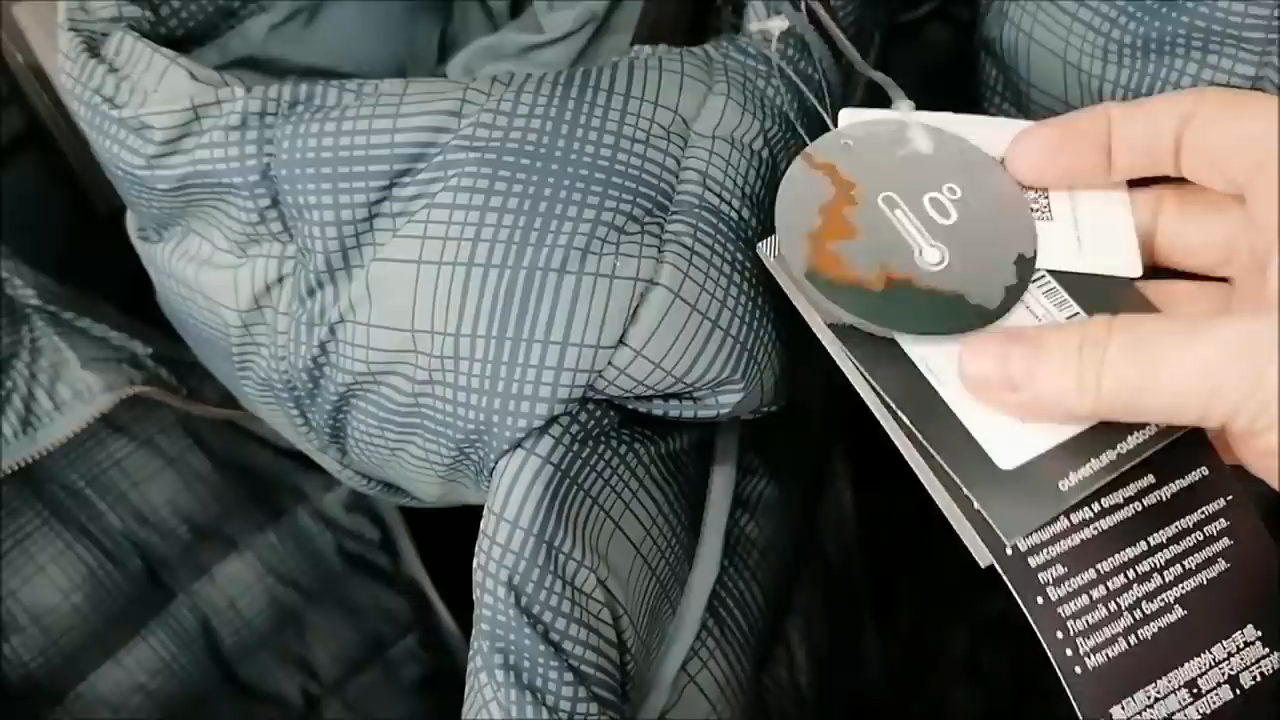 0°
outventure-outdoor
• Внешний вид и ощущение
высококачественного натурального
пуха.
• Высокие тепловые характеристики –
такие же как и натурального пуха.
• Легкий и удобный для хранения.
• Дышащий и быстросохнущий.
• Мягкий и прочный.